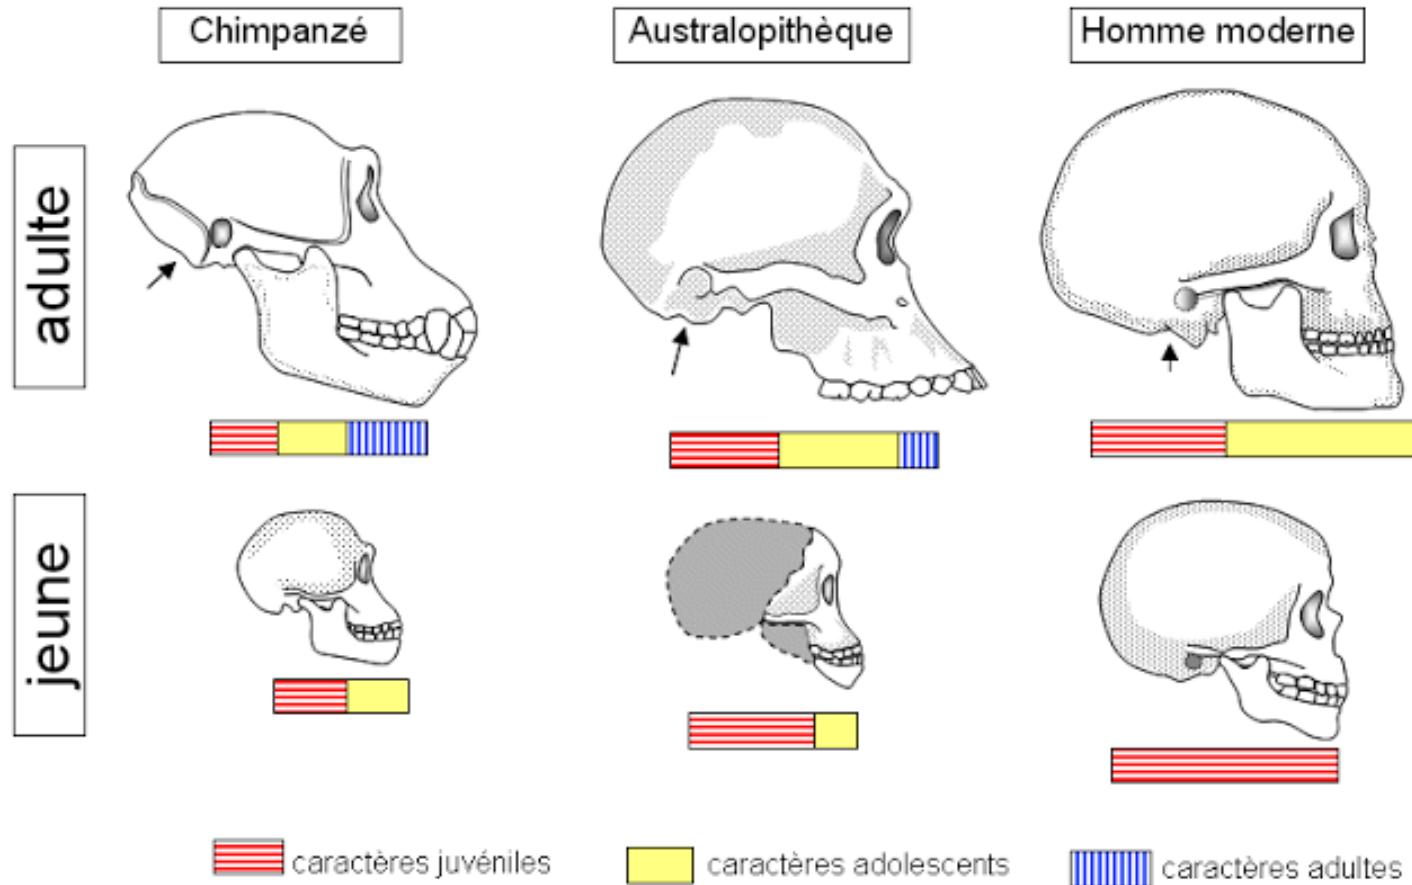 Chimpanzé
Australopithèque
Homme moderne
adulte
jeune
caractères juvéniles
caractères adolescents
caractères adultes